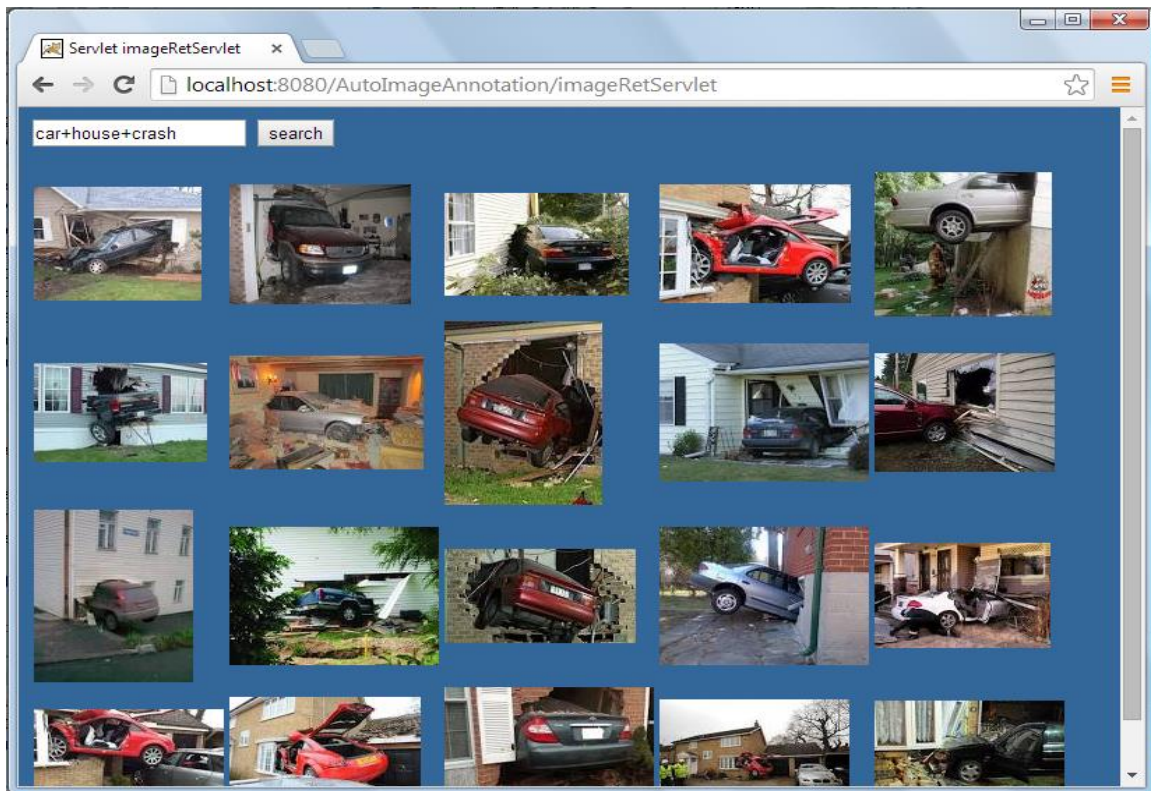 Servlet imageRetServlet
localhost:8080/AutoImageAnnotation/imageRetServlet
car+house+crash
search